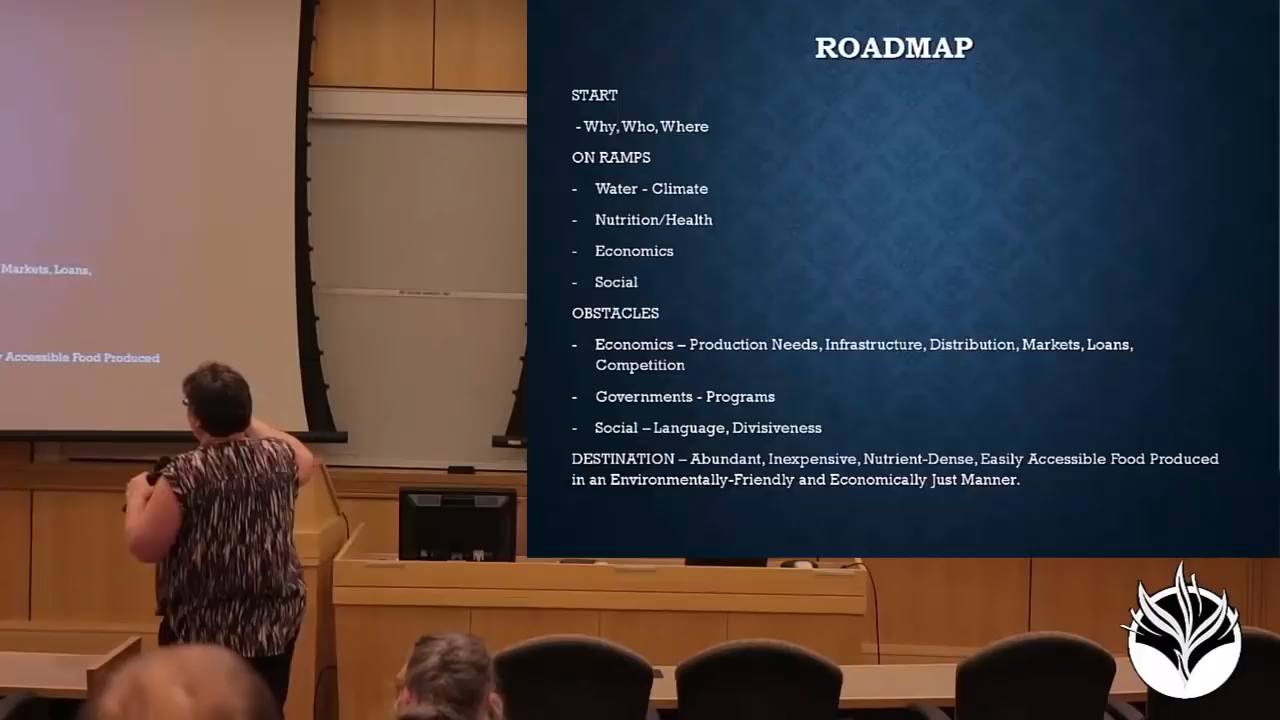 ROADMAP
START
- Why, Who, Where
ON RAMPS
- Water - Climate
- Nutrition/Health
- Economics
- Social
OBSTACLES
- Economics – Production Needs, Infrastructure, Distribution, Markets, Loans,
Competition
- Governments - Programs
- Social – Language, Divisiveness
DESTINATION – Abundant, Inexpensive, Nutrient-Dense, Easily Accessible Food Produced
in an Environmentally-Friendly and Economically Just Manner.
Markets, Loans,
Accessible Food Produced